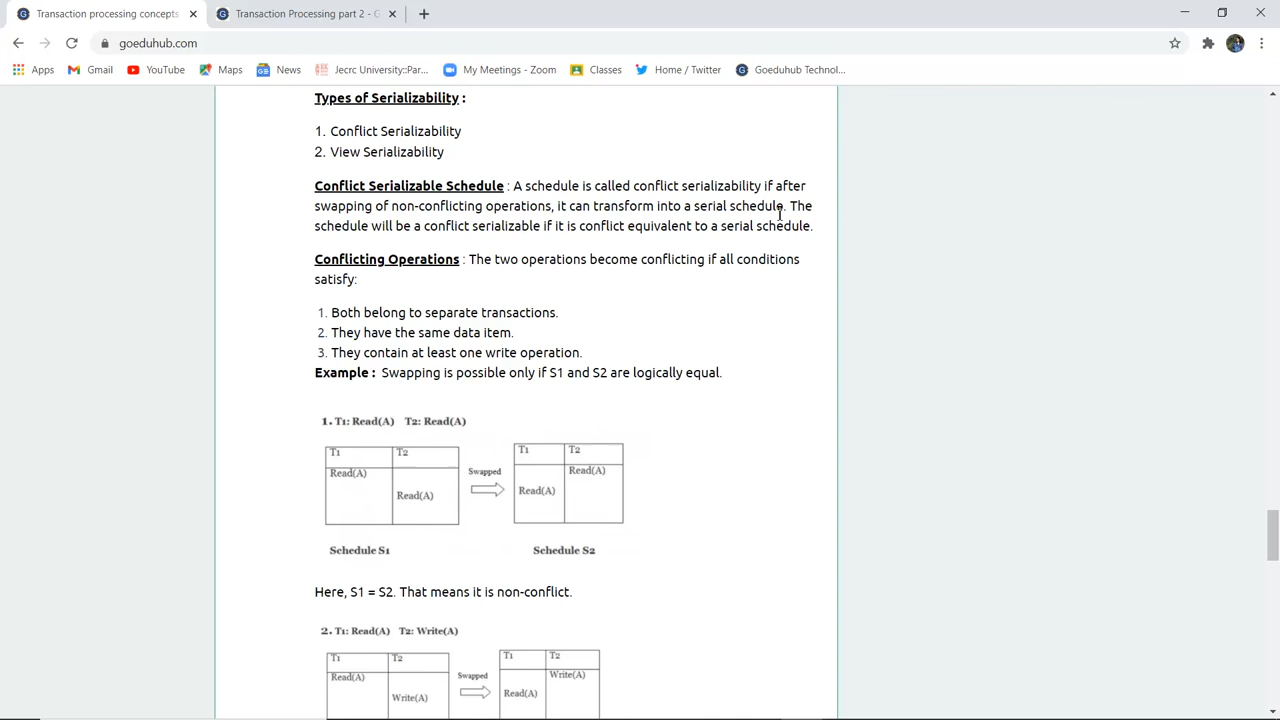 Transaction processing concepts
Transaction Processing part 2 - G
goeduhub.com
Apps
Gmail
YouTube
Maps
News
Jecrc University::Par...
My Meetings - Zoom
Classes
Home / Twitter
Goeduhub Technol...
Types of Serializability :
1. Conflict Serializability
2. View Serializability
Conflict Serializable Schedule : A schedule is called conflict serializability if after
swapping of non-conflicting operations, it can transform into a serial schedule. The
schedule will be a conflict serializable if it is conflict equivalent to a serial schedule.
Conflicting Operations : The two operations become conflicting if all conditions
satisfy:
1. Both belong to separate transactions.
2. They have the same data item.
3. They contain at least one write operation.
Example : Swapping is possible only if S1 and S2 are logically equal.
1. T1: Read(A) T2: Read(A)
T1 T2
Read(A)
Read(A)
Swapped
T1 T2
Read(A)
Read(A)
Schedule S1
Schedule S2
Here, S1 = S2. That means it is non-conflict.
2. T1: Read(A) T2: Write(A)
T1 T2
Read(A)
Write(A)
Swapped
T1 T2
Write(A)
Read(A)